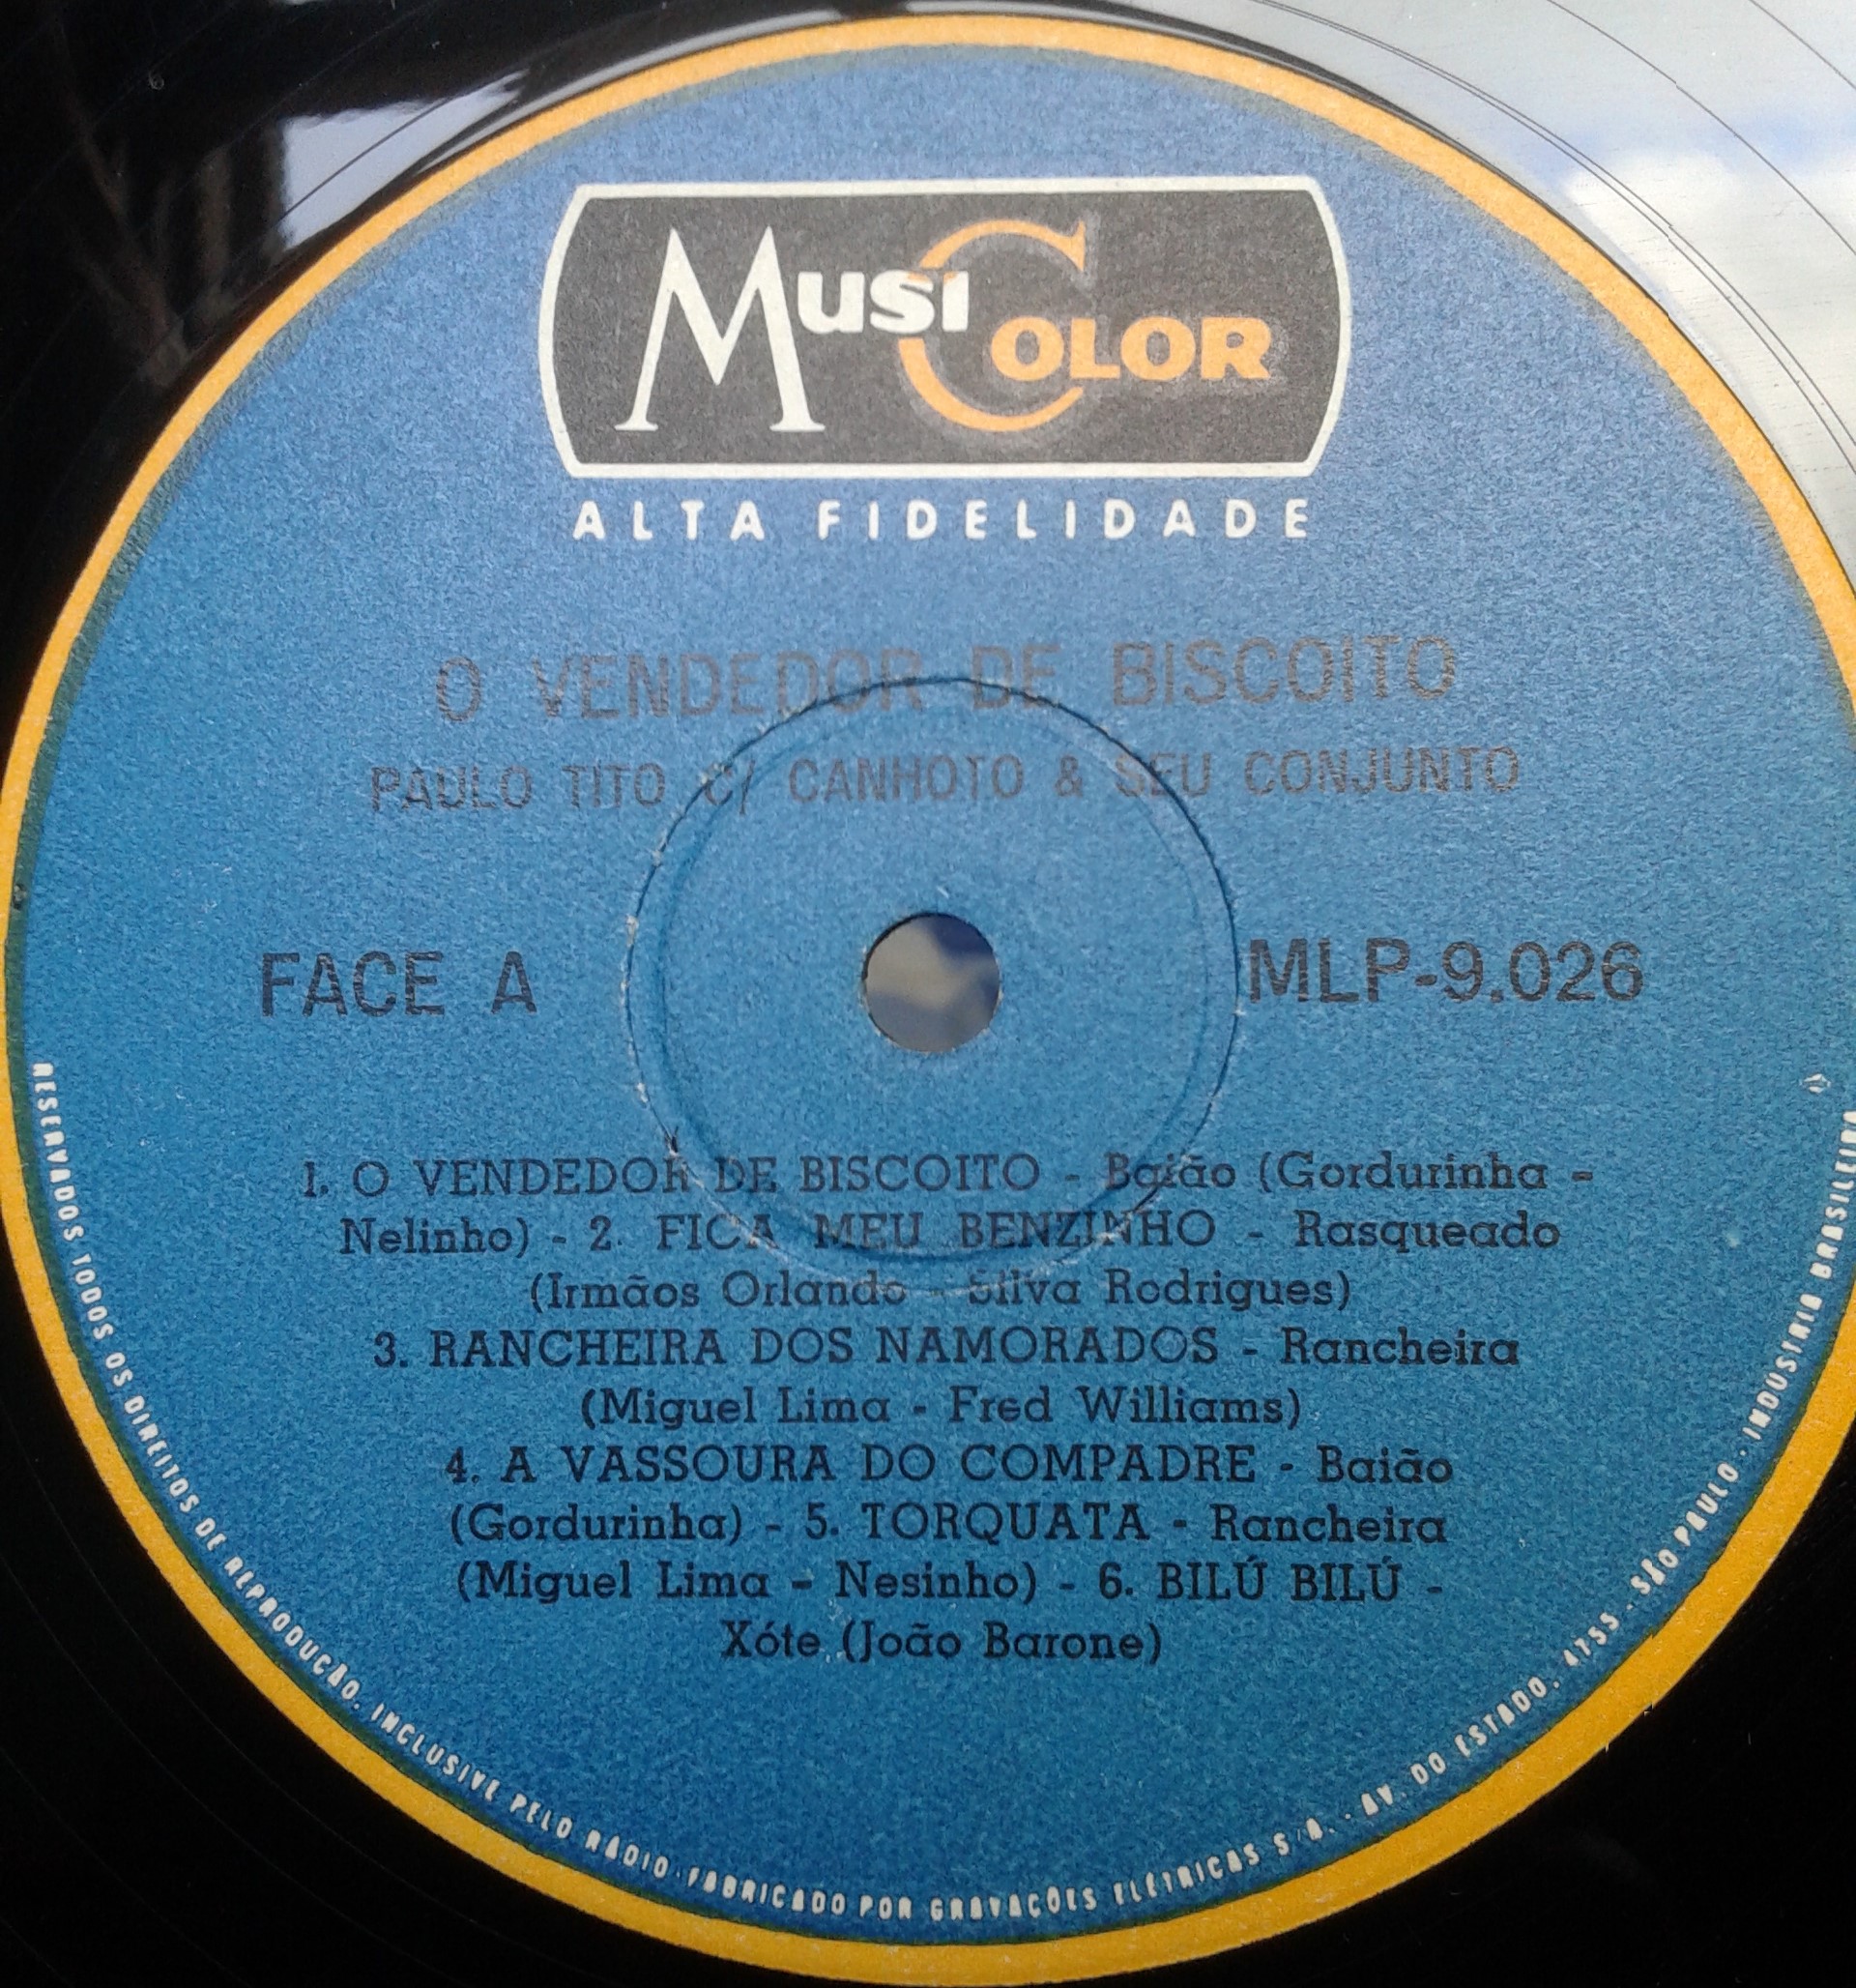 MUSICOLOR
ALTA FIDELIDADE
O VENDEDOR DE BISCOITO
PAULO TITO C/ CANHOTO & SEU CONJUNTO
FACE A
MLP-9.026
1. O VENDEDOR DE BISCOITO - Baião (Gordurinha -
Nelinho) - 2. FICA MEU BENZINHO - Rasqueado
(Irmãos Orlando - Silva Rodrigues)
3. RANCHEIRA DOS NAMORADOS - Rancheira
(Miguel Lima - Fred Williams)
4. A VASSOURA DO COMPADRE - Baião
(Gordurinha) - 5. TORQUATA - Rancheira
(Miguel Lima - Nesinho) - 6. BILÚ BILÚ -
Xóte (João Barone)
RESERVADOS TODOS OS DIREITOS DE REPRODUCÃO, INCLUSIVE PELO RÁDIO · FABRICADO POR GRAVAÇÕES ELÉTRICAS S/A. - AV. DO ESTADO, 4755 - SÃO PAULO - INDÚSTRIA BRASILEIRA